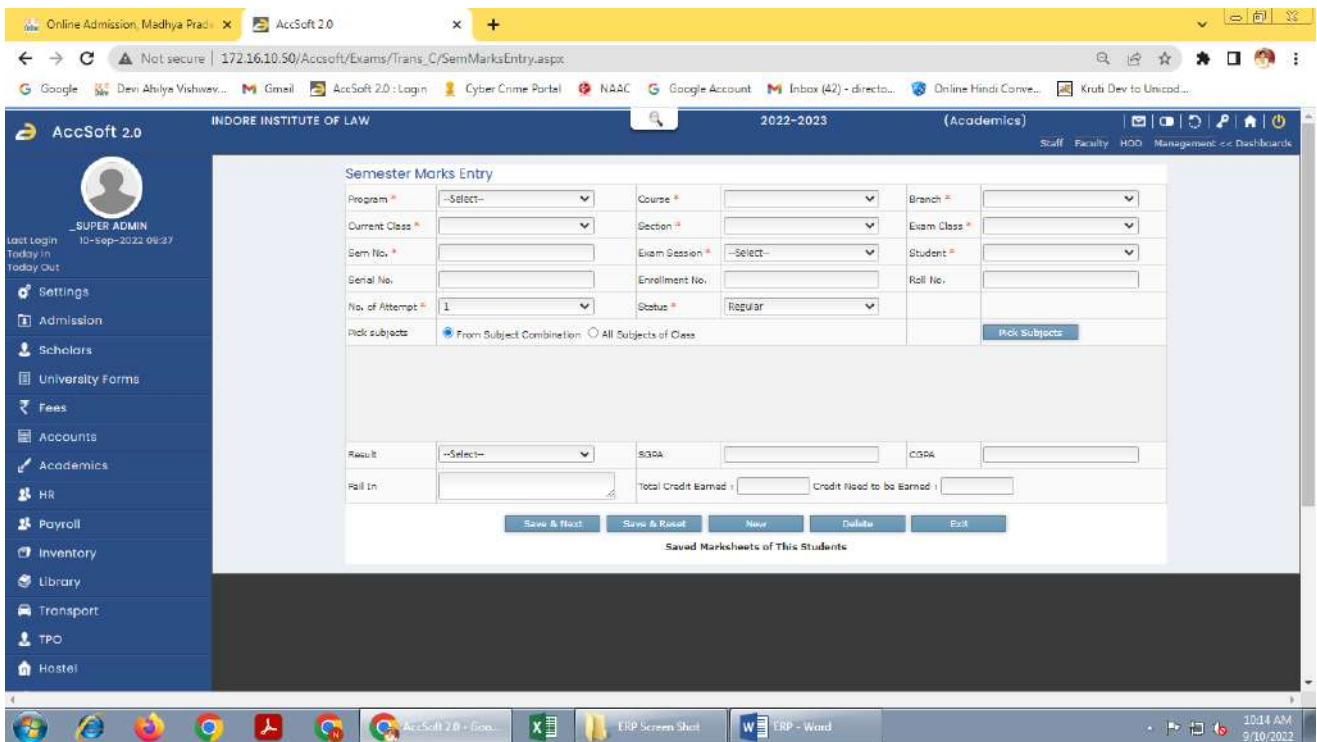 Online Admission, Madhya Prad
AccSoft 2.0
Not secure | 172.16.10.50/Accsoft/Exams/Trans_C/SemMarksEntry.aspx
Google Devi Ahilya Vishwav... Gmail AccSoft 2.0 : Login Cyber Crime Portal NAAC Google Account Inbox (42) - directo... Online Hindi Conve... Kruti Dev to Unicod...
AccSoft 2.0 INDORE INSTITUTE OF LAW 2022-2023 (Academics)
Staff Faculty HOD Management << Dashboards
_SUPER ADMIN
Last Login 10-Sep-2022 09:37
Today In
Today Out
Settings
Admission
Scholars
University Forms
Fees
Accounts
Academics
HR
Payroll
Inventory
Library
Transport
TPO
Hostel
Semester Marks Entry
Program * --Select-- Course * Branch *
Current Class * Section * Exam Class *
Sem No. * Exam Session * --Select-- Student *
Serial No. Enrollment No. Roll No.
No. of Attempt * 1 Status * Regular
Pick subjects From Subject Combination All Subjects of Class Pick Subjects
Result --Select-- SGPA CGPA
Fail In Total Credit Earned : Credit Need to be Earned :
Save & Next Save & Reset New Delete Exit
Saved Marksheets of This Students
AccSoft 2.0 - Goo... ERP Screen Shot ERP - Word
10:14 AM
9/10/2022